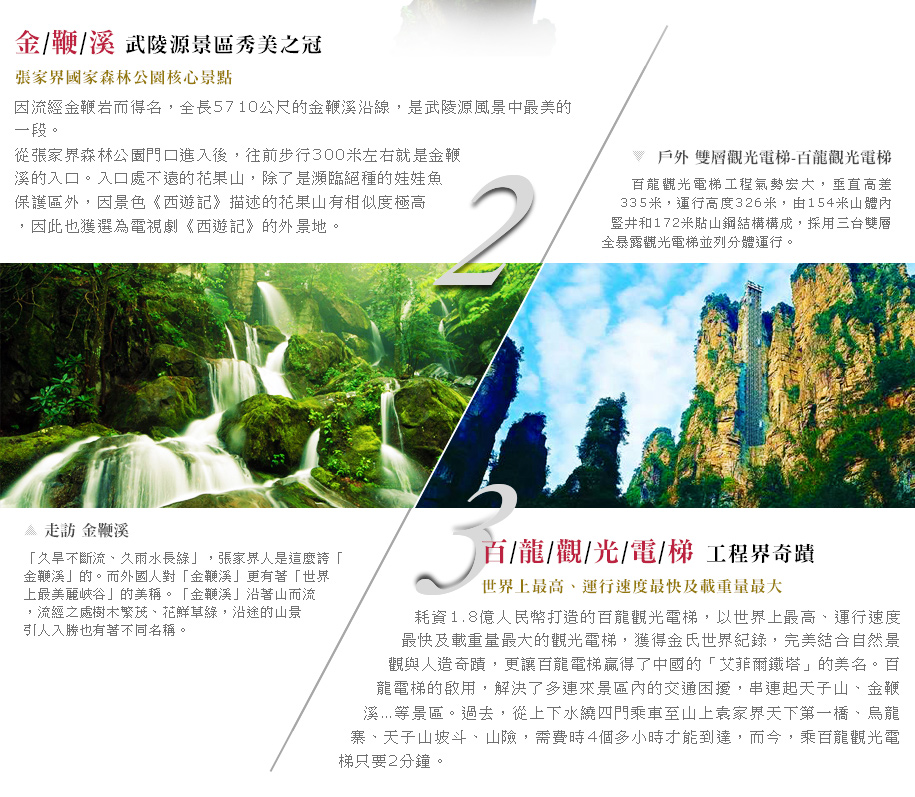 金/鞭/溪 武陵源景區秀美之冠
張家界國家森林公園核心景點
因流經金鞭岩而得名，全長5710公尺的金鞭溪沿線，是武陵源風景中最美的
一段。
從張家界森林公園門口進入後，往前步行300米左右就是金鞭
溪的入口。入口處不遠的花果山，除了是瀕臨絕種的娃娃魚
保護區外，因景色《西遊記》描述的花果山有相似度極高
，因此也獲選為電視劇《西遊記》的外景地。
2
戶外 雙層觀光電梯-百龍觀光電梯
百龍觀光電梯工程氣勢宏大，垂直高差
335米，運行高度326米，由154米山體內
豎井和172米貼山鋼結構構成，採用三台雙層
全暴露觀光電梯並列分體運行。
走訪 金鞭溪
「久旱不斷流、久雨水長綠」，張家界人是這麼誇「
金鞭溪」的。而外國人對「金鞭溪」更有著「世界
上最美麗峽谷」的美稱。「金鞭溪」沿著山而流
，流經之處樹木繁茂、花鮮草綠，沿途的山景
引人入勝也有著不同名稱。
3
百/龍/觀/光/電/梯 工程界奇蹟
世界上最高、運行速度最快及載重量最大
耗資1.8億人民幣打造的百龍觀光電梯，以世界上最高、運行速度
最快及載重量最大的觀光電梯，獲得金氏世界紀錄，完美結合自然景
觀與人造奇蹟，更讓百龍電梯贏得了中國的「艾菲爾鐵塔」的美名。百
龍電梯的啟用，解決了多連來景區內的交通困擾，串連起天子山、金鞭
溪...等景區。過去，從上下水繞四門乘車至山上袁家界天下第一橋、烏龍
寨、天子山坡斗、山險，需費時4個多小時才能到達，而今，乘百龍觀光電
梯只要2分鐘。